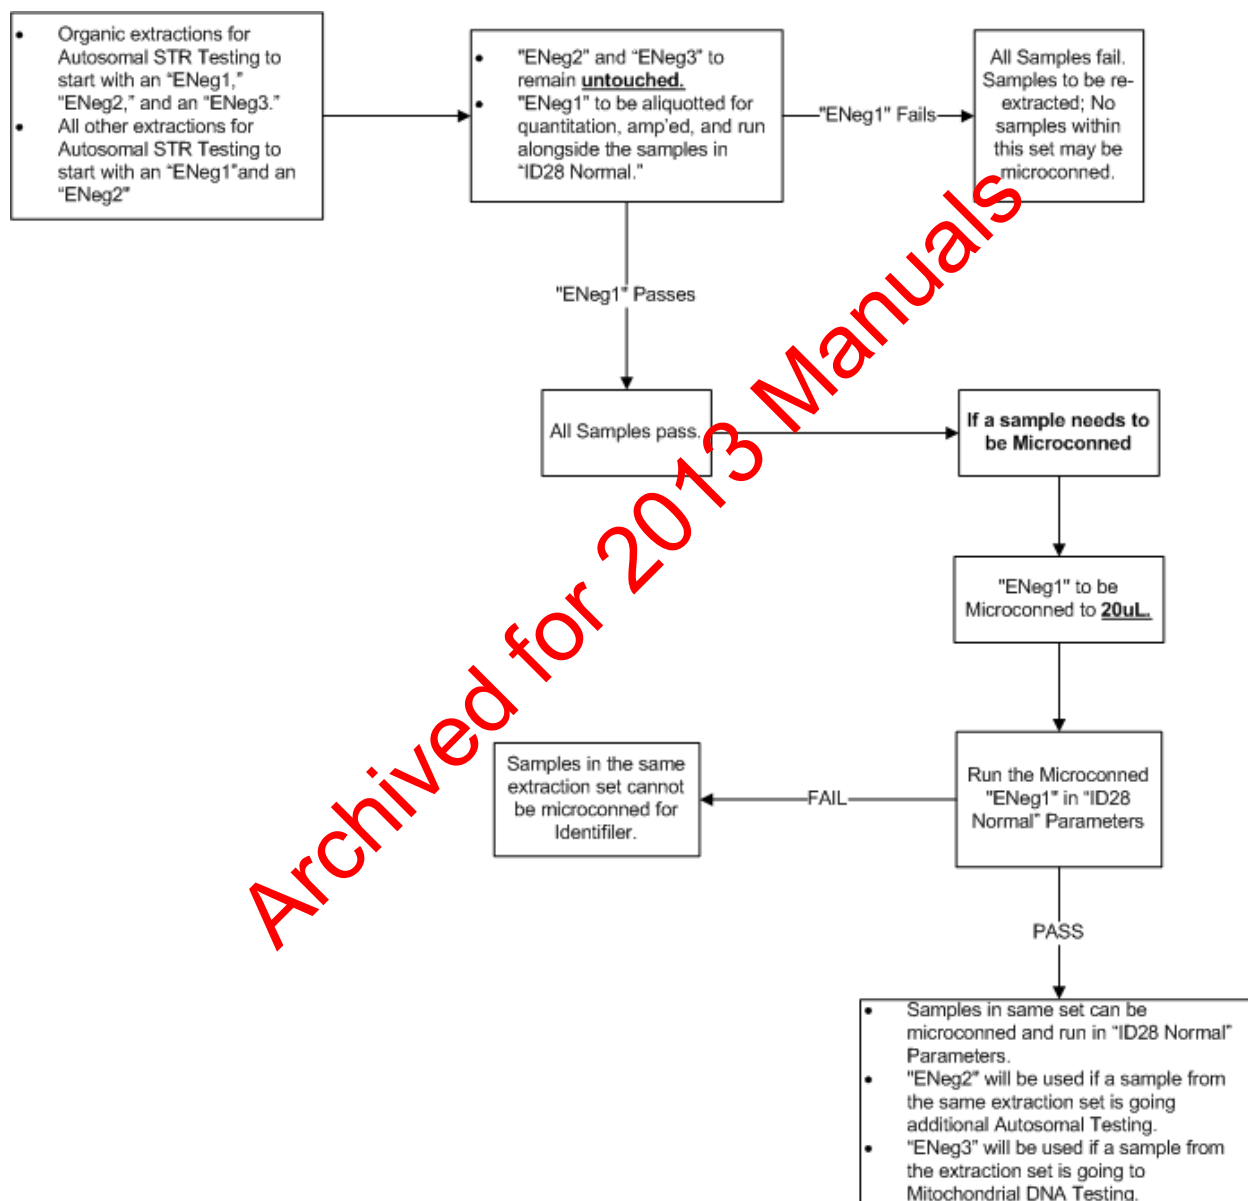 • Organic extractions for
Autosomal STR Testing to
start with an “ENeg1,”
“ENeg2,” and an “ENeg3.”
• All other extractions for
Autosomal STR Testing to
start with an “ENeg1”and an
“ENeg2”
• "ENeg2” and “ENeg3” to
remain untouched.
• "ENeg1” to be aliquotted for
quantitation, amp’ed, and run
alongside the samples in
“ID28 Normal.”
"ENeg1” Fails
All Samples fail.
Samples to be re-
extracted; No
samples within
this set may be
microconned.
"ENeg1” Passes
All Samples pass.
If a sample needs to
be Microconned
"ENeg1” to be
Microconned to 20uL.
Run the Microconned
"ENeg1” in “ID28
Normal” Parameters
FAIL
Samples in the same
extraction set cannot
be microconned for
Identifiler.
PASS
• Samples in same set can be
microconned and run in “ID28 Normal”
Parameters.
• "ENeg2” will be used if a sample from
the same extraction set is going
additional Autosomal Testing.
• “ENeg3” will be used if a sample from
the extraction set is going to
Mitochondrial DNA Testing.
Archived for 2013 Manuals